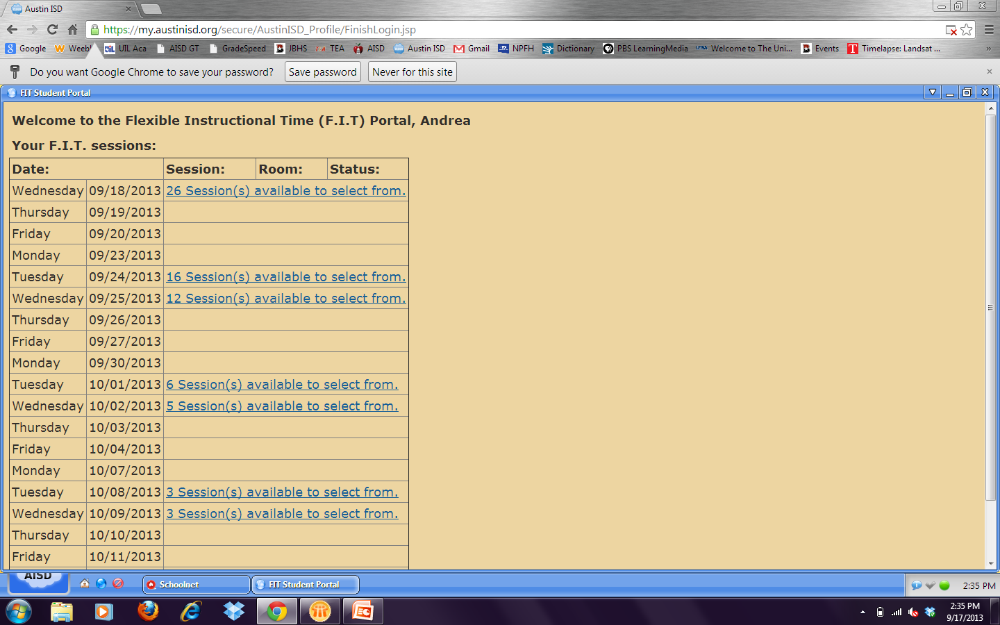 Austin ISD
https://my.austinisd.org/secure/AustinISD_Profile/FinishLogin.jsp
Google Weebl UIL Aca AISD GT GradeSpeed JBHS TEA AISD Austin ISD Gmail NPFH Dictionary PBS LearningMedia UTSA Welcome to The Uni... Events Timelapse: Landsat ... »
Do you want Google Chrome to save your password? Save password Never for this site
FIT Student Portal
Welcome to the Flexible Instructional Time (F.I.T) Portal, Andrea
Your F.I.T. sessions:
Date: Session: Room: Status:
Wednesday 09/18/2013 26 Session(s) available to select from.
Thursday 09/19/2013
Friday 09/20/2013
Monday 09/23/2013
Tuesday 09/24/2013 16 Session(s) available to select from.
Wednesday 09/25/2013 12 Session(s) available to select from.
Thursday 09/26/2013
Friday 09/27/2013
Monday 09/30/2013
Tuesday 10/01/2013 6 Session(s) available to select from.
Wednesday 10/02/2013 5 Session(s) available to select from.
Thursday 10/03/2013
Friday 10/04/2013
Monday 10/07/2013
Tuesday 10/08/2013 3 Session(s) available to select from.
Wednesday 10/09/2013 3 Session(s) available to select from.
Thursday 10/10/2013
Friday 10/11/2013
AISD Schoolnet FIT Student Portal 2:35 PM
2:35 PM
9/17/2013